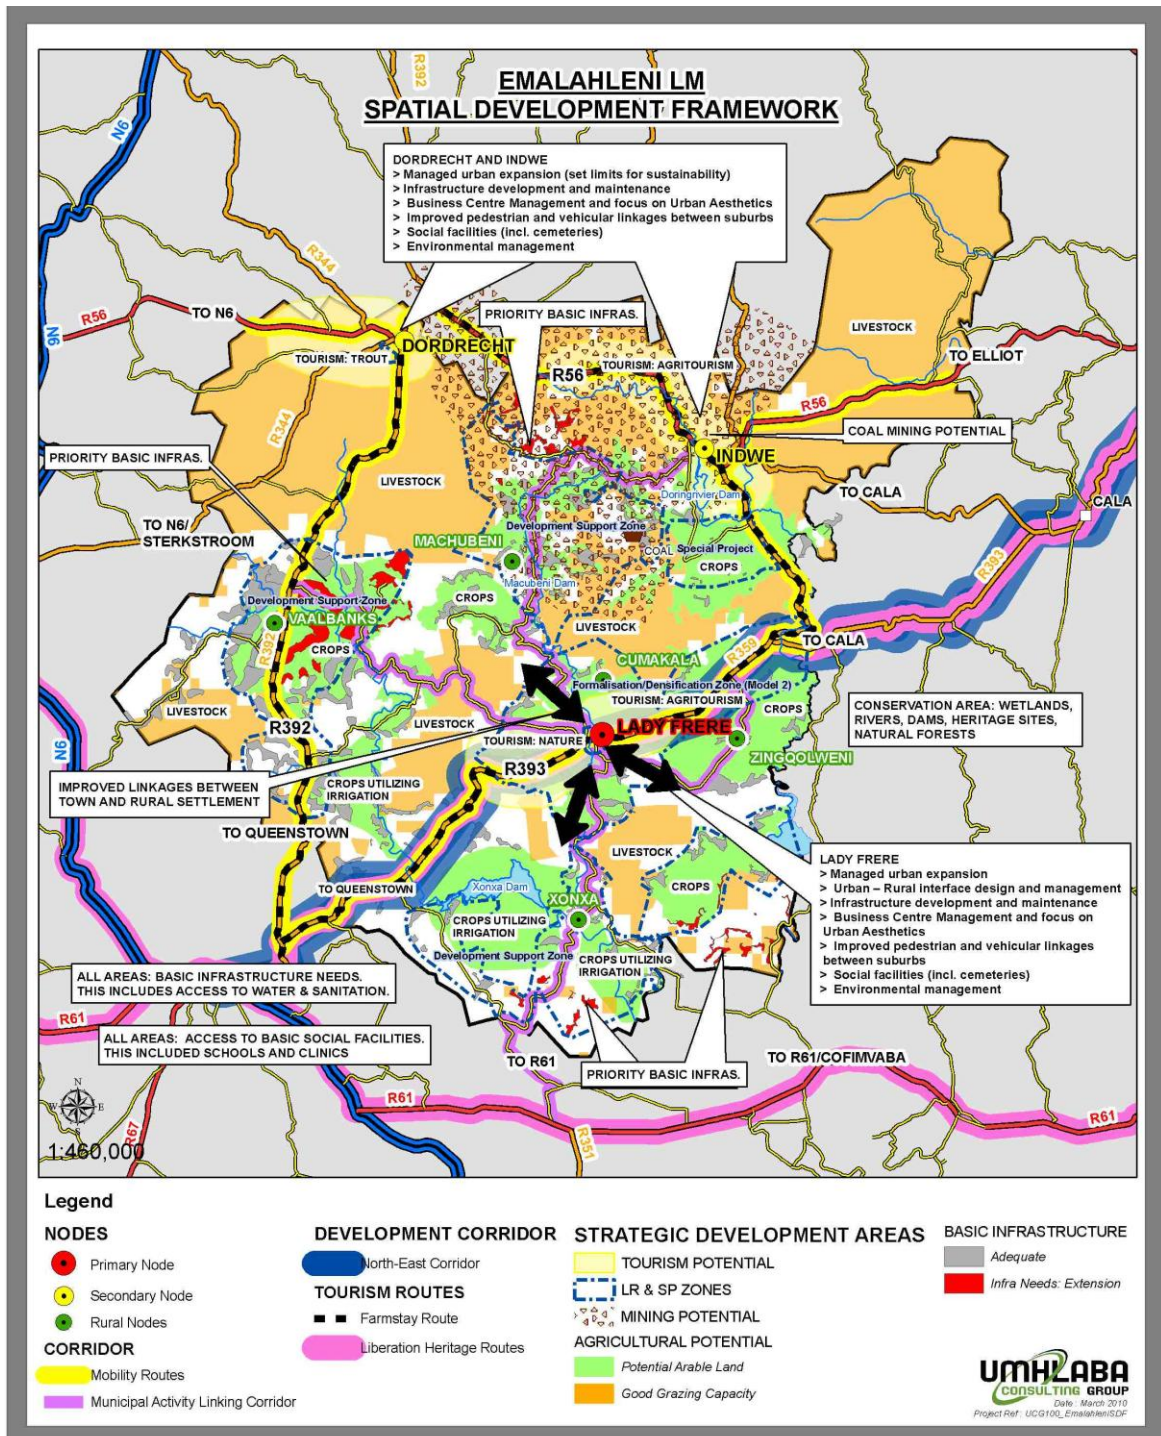 EMALAHLENI LM
SPATIAL DEVELOPMENT FRAMEWORK
R392
N6
DORDRECHT AND INDWE
> Managed urban expansion (set limits for sustainability)
> Infrastructure development and maintenance
> Business Centre Management and focus on Urban Aesthetics
> Improved pedestrian and vehicular linkages between suburbs
> Social facilities (incl. cemeteries)
> Environmental management
R344
R56
N6
TO N6
PRIORITY BASIC INFRAS.
LIVESTOCK
DORDRECHT
TOURISM: TROUT
R56
TOURISM: AGRITOURISM
TO ELLIOT
R56
R344
COAL MINING POTENTIAL
PRIORITY BASIC INFRAS.
INDWE
LIVESTOCK
Doringrivier Dam
TO CALA
CALA
TO N6/
STERKSTROOM
Development Support Zone
MACHUBENI
COAL
Special Project
CROPS
R393
Macubeni Dam
Development Support Zone
CROPS
VAALBANKS
LIVESTOCK
TO CALA
R392
CROPS
R359
CUMAKALA
Formalisation/Densification Zone (Model 2)
TOURISM: AGRITOURISM
CROPS
CONSERVATION AREA: WETLANDS,
RIVERS, DAMS, HERITAGE SITES,
NATURAL FORESTS
LIVESTOCK
R392
LIVESTOCK
LADY FRERE
TOURISM: NATURE
N6
ZINGQOLWENI
R393
IMPROVED LINKAGES BETWEEN
TOWN AND RURAL SETTLEMENT
CROPS UTILIZING
IRRIGATION
TO QUEENSTOWN
LIVESTOCK
LADY FRERE
> Managed urban expansion
> Urban – Rural interface design and management
> Infrastructure development and maintenance
> Business Centre Management and focus on
Urban Aesthetics
> Improved pedestrian and vehicular linkages
between suburbs
> Social facilities (incl. cemeteries)
> Environmental management
TO QUEENSTOWN
Xonxa Dam
CROPS
XONXA
CROPS UTILIZING
IRRIGATION
Development Support Zone
CROPS UTILIZING
IRRIGATION
ALL AREAS: BASIC INFRASTRUCTURE NEEDS.
THIS INCLUDES ACCESS TO WATER & SANITATION.
R61
ALL AREAS: ACCESS TO BASIC SOCIAL FACILITIES.
THIS INCLUDED SCHOOLS AND CLINICS
TO R61
PRIORITY BASIC INFRAS.
TO R61/COFIMVABA
R61
R61
N
W
E
S
R67
R351
1:460,000
Legend
NODES
Primary Node
Secondary Node
Rural Nodes
CORRIDOR
Mobility Routes
Municipal Activity Linking Corridor
DEVELOPMENT CORRIDOR
North-East Corridor
TOURISM ROUTES
Farmstay Route
Liberation Heritage Routes
STRATEGIC DEVELOPMENT AREAS
TOURISM POTENTIAL
LR & SP ZONES
MINING POTENTIAL
AGRICULTURAL POTENTIAL
Potential Arable Land
Good Grazing Capacity
BASIC INFRASTRUCTURE
Adequate
Infra Needs: Extension
UMHLABA
CONSULTING GROUP
Date : March 2010
Project Ref : UCG100_EmalahleniSDF